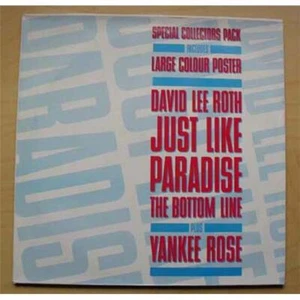 SPECIAL COLLECTORS PACK
INCLUDES
LARGE COLOUR POSTER
DAVID LEE ROTH
JUST LIKE
PARADISE
THE BOTTOM LINE
PLUS
YANKEE ROSE